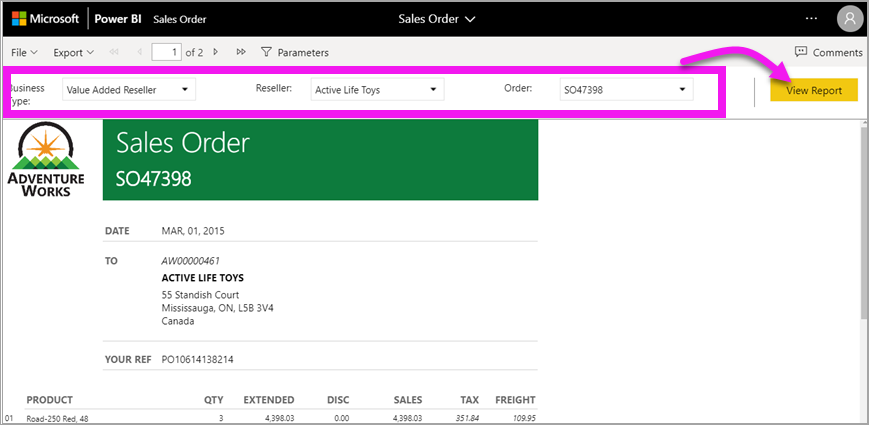 Microsoft Power BI Sales Order Sales Order ...
File Export 1 of 2 Parameters Comments
Business Type: Value Added Reseller Reseller: Active Life Toys Order: SO47398 View Report
ADVENTURE WORKS
Sales Order
SO47398
DATE MAR, 01, 2015
TO AW00000461
ACTIVE LIFE TOYS
55 Standish Court
Mississauga, ON, L5B 3V4
Canada
YOUR REF PO10614138214
PRODUCT QTY EXTENDED DISC SALES TAX FREIGHT
01 Road-250 Red, 48 3 4,398.03 0.00 4,398.03 351.84 109.95